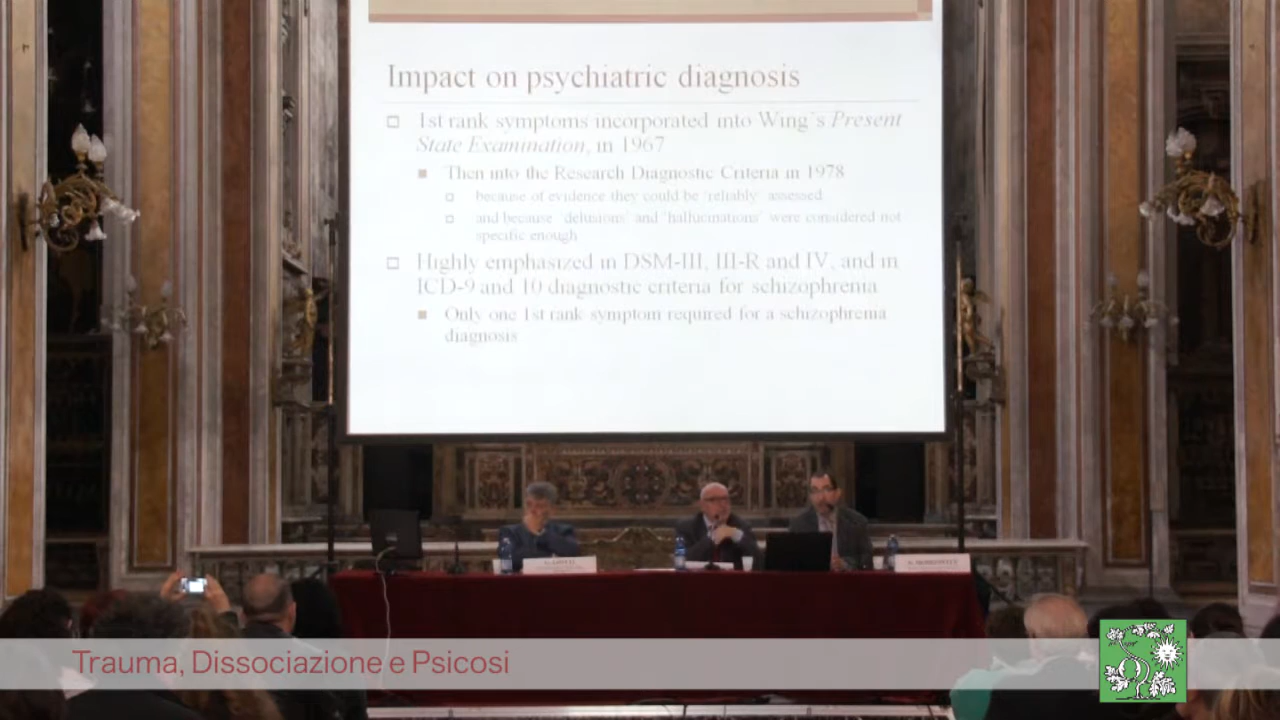 Impact on psychiatric diagnosis
1st rank symptoms incorporated into Wing's Present
State Examination, in 1967
Then into the Research Diagnostic Criteria in 1978
because of evidence they could be 'reliably' assessed
and because 'delusions' and 'hallucinations' were considered not
specific enough
Highly emphasized in DSM-III, III-R and IV, and in
ICD-9 and 10 diagnostic criteria for schizophrenia
Only one 1st rank symptom required for a schizophrenia
diagnosis
Trauma, Dissociazione e Psicosi